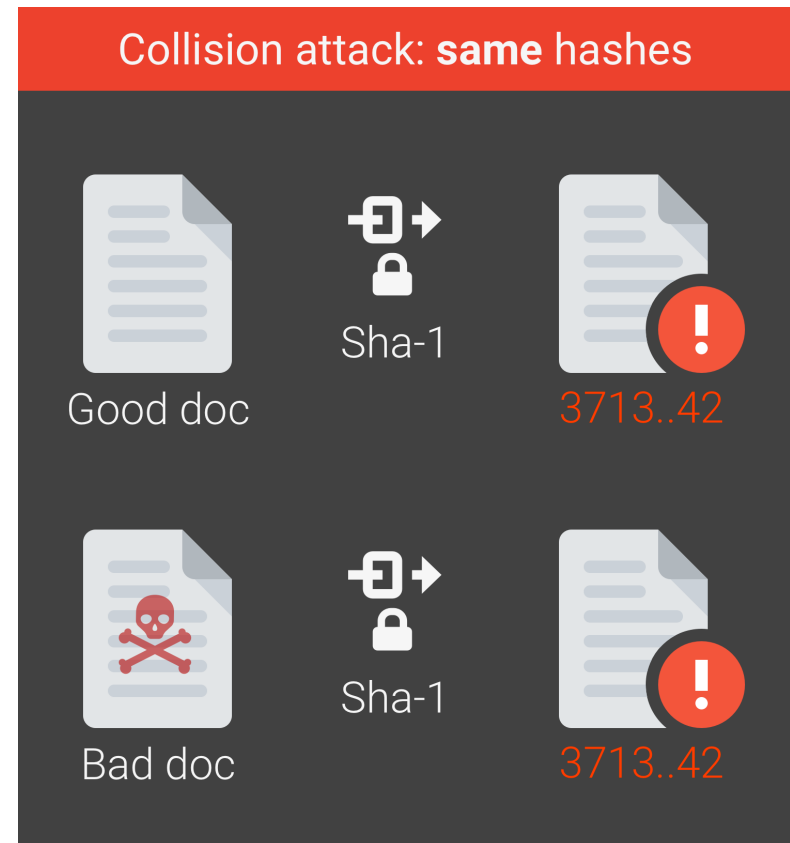 Collision attack: same hashes
Sha-1
Good doc
3713..42
Sha-1
Bad doc
3713..42